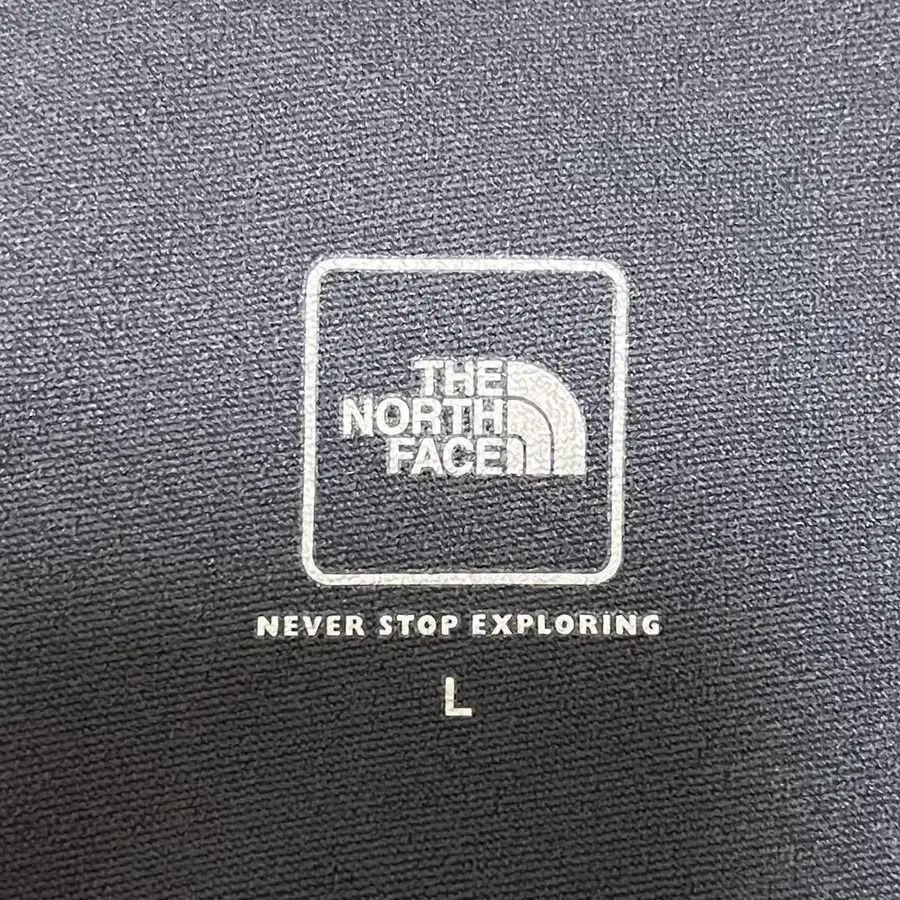 THE
NORTH
FACE
NEVER STOP EXPLORING
L